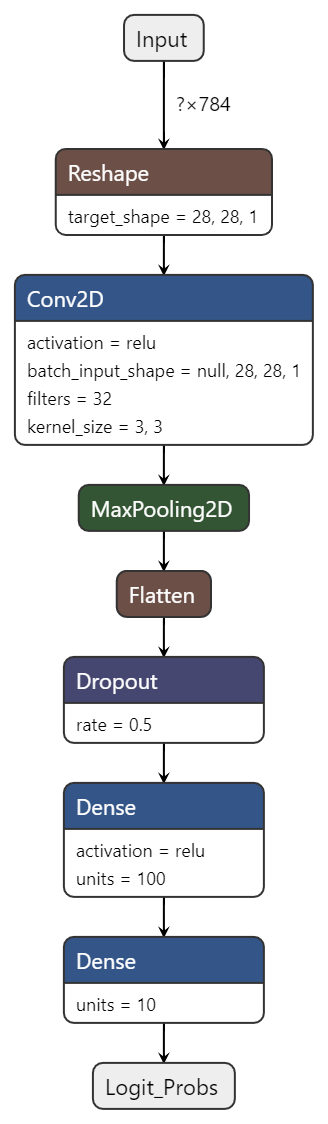 Input
?×784
Reshape
target_shape = 28, 28, 1
Conv2D
activation = relu
batch_input_shape = null, 28, 28, 1
filters = 32
kernel_size = 3, 3
MaxPooling2D
Flatten
Dropout
rate = 0.5
Dense
activation = relu
units = 100
Dense
units = 10
Logit_Probs